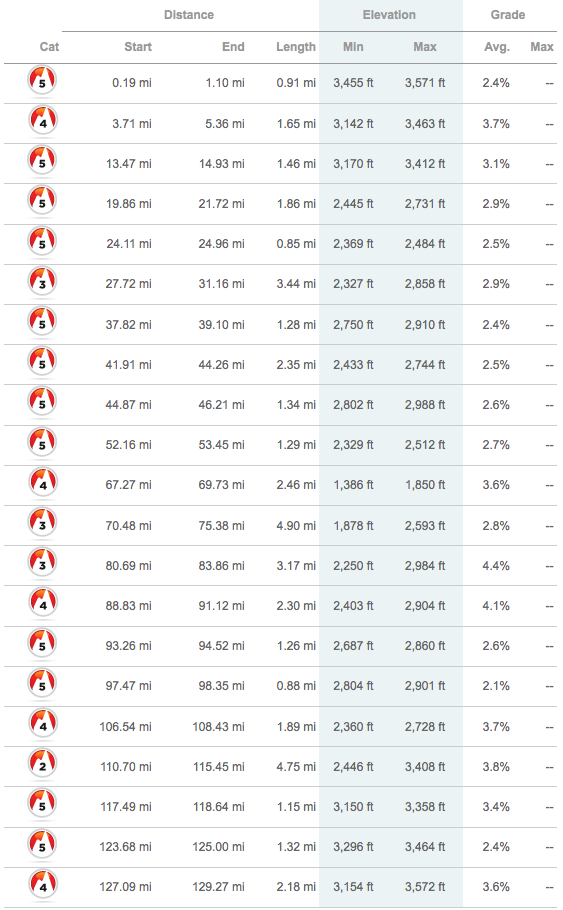 Distance Elevation Grade
Cat Start End Length Min Max Avg. Max
5 0.19 mi 1.10 mi 0.91 mi 3,455 ft 3,571 ft 2.4% --
4 3.71 mi 5.36 mi 1.65 mi 3,142 ft 3,463 ft 3.7% --
5 13.47 mi 14.93 mi 1.46 mi 3,170 ft 3,412 ft 3.1% --
5 19.86 mi 21.72 mi 1.86 mi 2,445 ft 2,731 ft 2.9% --
5 24.11 mi 24.96 mi 0.85 mi 2,369 ft 2,484 ft 2.5% --
3 27.72 mi 31.16 mi 3.44 mi 2,327 ft 2,858 ft 2.9% --
5 37.82 mi 39.10 mi 1.28 mi 2,750 ft 2,910 ft 2.4% --
5 41.91 mi 44.26 mi 2.35 mi 2,433 ft 2,744 ft 2.5% --
5 44.87 mi 46.21 mi 1.34 mi 2,802 ft 2,988 ft 2.6% --
5 52.16 mi 53.45 mi 1.29 mi 2,329 ft 2,512 ft 2.7% --
4 67.27 mi 69.73 mi 2.46 mi 1,386 ft 1,850 ft 3.6% --
3 70.48 mi 75.38 mi 4.90 mi 1,878 ft 2,593 ft 2.8% --
3 80.69 mi 83.86 mi 3.17 mi 2,250 ft 2,984 ft 4.4% --
4 88.83 mi 91.12 mi 2.30 mi 2,403 ft 2,904 ft 4.1% --
5 93.26 mi 94.52 mi 1.26 mi 2,687 ft 2,860 ft 2.6% --
5 97.47 mi 98.35 mi 0.88 mi 2,804 ft 2,901 ft 2.1% --
4 106.54 mi 108.43 mi 1.89 mi 2,360 ft 2,728 ft 3.7% --
2 110.70 mi 115.45 mi 4.75 mi 2,446 ft 3,408 ft 3.8% --
5 117.49 mi 118.64 mi 1.15 mi 3,150 ft 3,358 ft 3.4% --
5 123.68 mi 125.00 mi 1.32 mi 3,296 ft 3,464 ft 2.4% --
4 127.09 mi 129.27 mi 2.18 mi 3,154 ft 3,572 ft 3.6% --